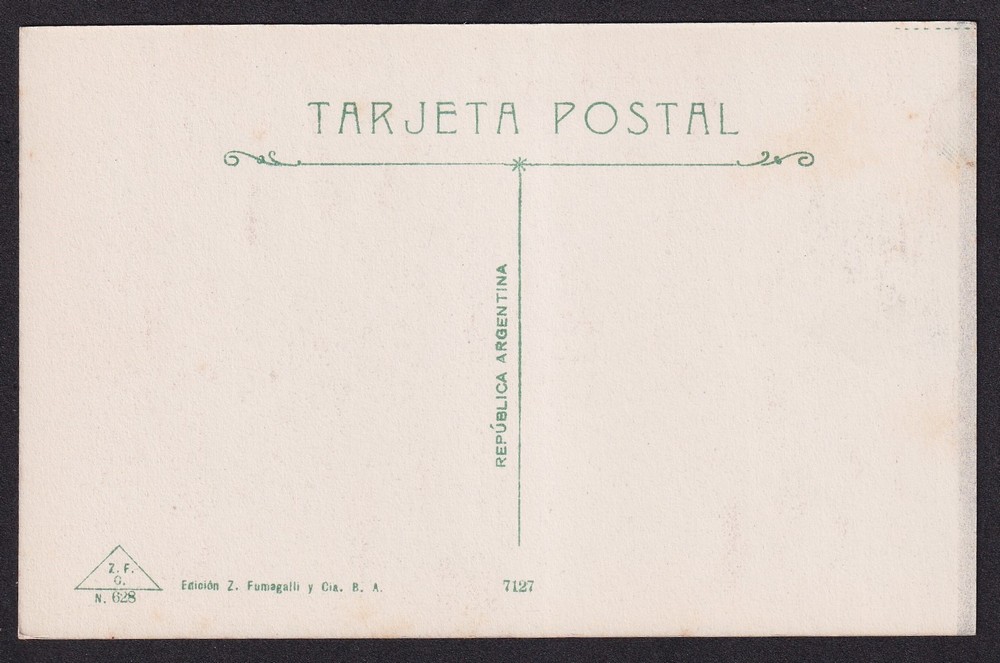 TARJETA POSTAL
REPÚBLICA ARGENTINA
Z. F.
G.
N. 628
Edición Z. Fumagalli y Cia. B. A.
7127